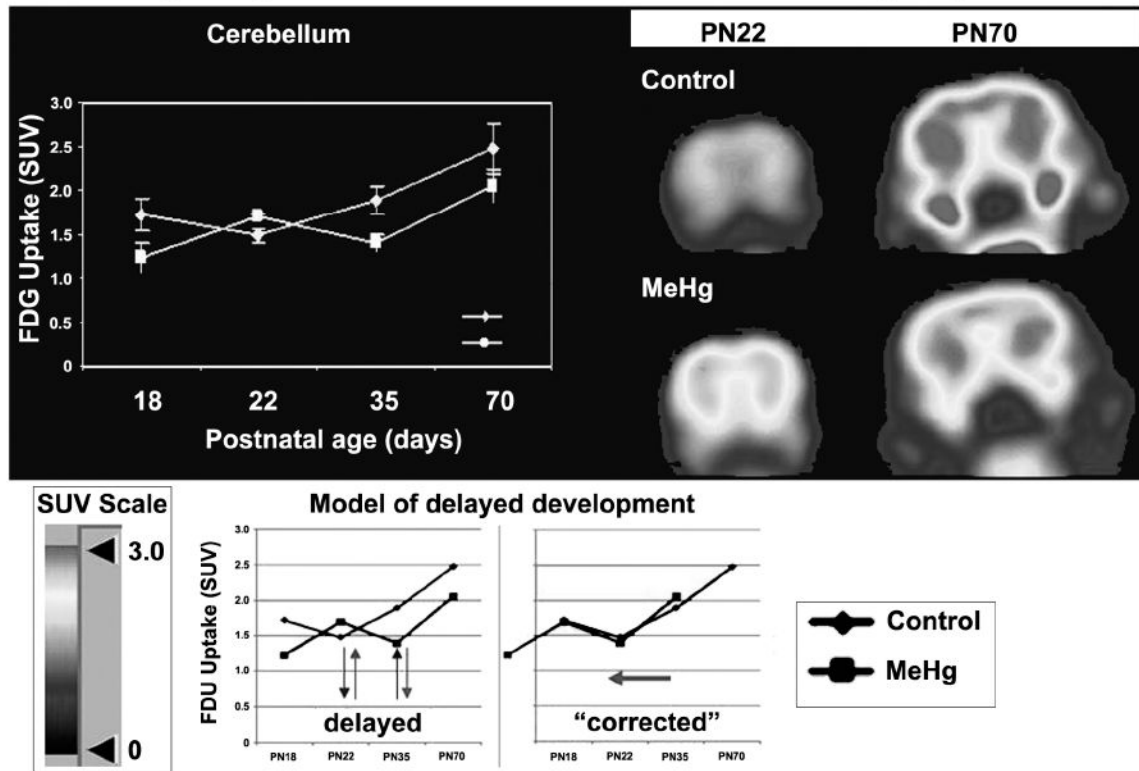 Cerebellum
FDG Uptake (SUV)
3.0
2.5
2.0
1.5
1.0
0.5
0
18 22 35 70
Postnatal age (days)
PN22 PN70
Control
MeHg
SUV Scale
3.0
0
Model of delayed development
FDU Uptake (SUV)
3.0
2.5
2.0
1.5
1.0
0.5
0
delayed
PN18 PN22 PN35 PN70
"corrected"
PN18 PN22 PN35 PN70
Control
MeHg